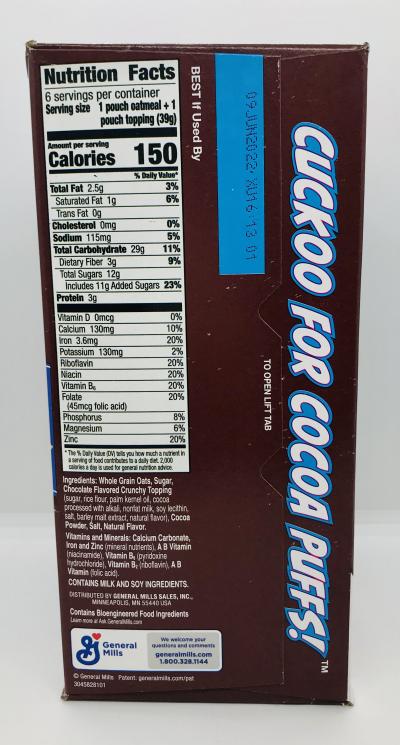 Nutrition Facts
6 servings per container
Serving size 1 pouch oatmeal + 1
pouch topping (39g)
Amount per serving
Calories 150
% Daily Value*
Total Fat 2.5g 3%
Saturated Fat 1g 6%
Trans Fat 0g
Cholesterol 0mg 0%
Sodium 115mg 5%
Total Carbohydrate 29g 11%
Dietary Fiber 3g 9%
Total Sugars 12g
Includes 11g Added Sugars 23%
Protein 3g
Vitamin D 0mcg 0%
Calcium 130mg 10%
Iron 3.6mg 20%
Potassium 130mg 2%
Riboflavin 20%
Niacin 20%
Vitamin B6 20%
Folate 20%
(45mcg folic acid)
Phosphorus 8%
Magnesium 6%
Zinc 20%
* The % Daily Value (DV) tells you how much a nutrient in
a serving of food contributes to a daily diet. 2,000
calories a day is used for general nutrition advice.
Ingredients: Whole Grain Oats, Sugar,
Chocolate Flavored Crunchy Topping
(sugar, rice flour, palm kernel oil, cocoa
processed with alkali, nonfat milk, soy lecithin,
salt, barley malt extract, natural flavor), Cocoa
Powder, Salt, Natural Flavor.
Vitamins and Minerals: Calcium Carbonate,
Iron and Zinc (mineral nutrients), A B Vitamin
(niacinamide), Vitamin B6 (pyridoxine
hydrochloride), Vitamin B2 (riboflavin), A B
Vitamin (folic acid).
CONTAINS MILK AND SOY INGREDIENTS.
DISTRIBUTED BY GENERAL MILLS SALES, INC.,
MINNEAPOLIS, MN 55440 USA
Contains Bioengineered Food Ingredients
Learn more at Ask.GeneralMills.com
General
Mills
We welcome your
questions and comments
generalmills.com
1.800.328.1144
© General Mills Patent: generalmills.com/pat
3045828101
BEST If Used By
09JUN2022 XU16 13 01
TO OPEN LIFT TAB
CUCKOO FOR COCOA PUFFS!™